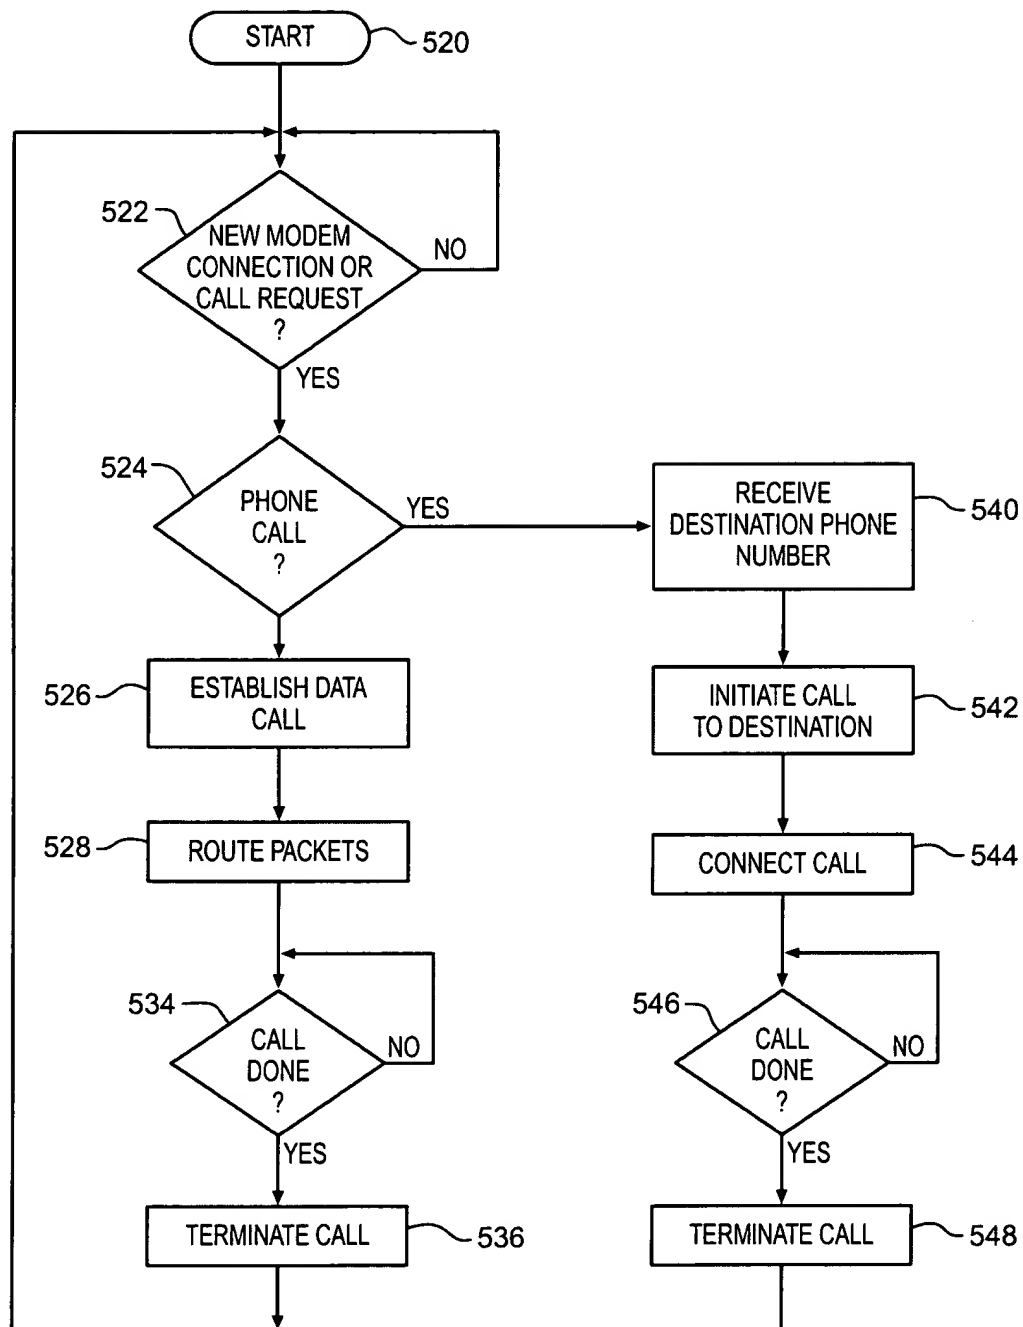 START
520
522
NEW MODEM
CONNECTION OR
CALL REQUEST
?
NO
YES
524
PHONE
CALL
?
YES
RECEIVE
DESTINATION PHONE
NUMBER
540
526
ESTABLISH DATA
CALL
INITIATE CALL
TO DESTINATION
542
528
ROUTE PACKETS
CONNECT CALL
544
534
CALL
DONE
?
NO
YES
546
CALL
DONE
?
NO
YES
TERMINATE CALL
536
TERMINATE CALL
548